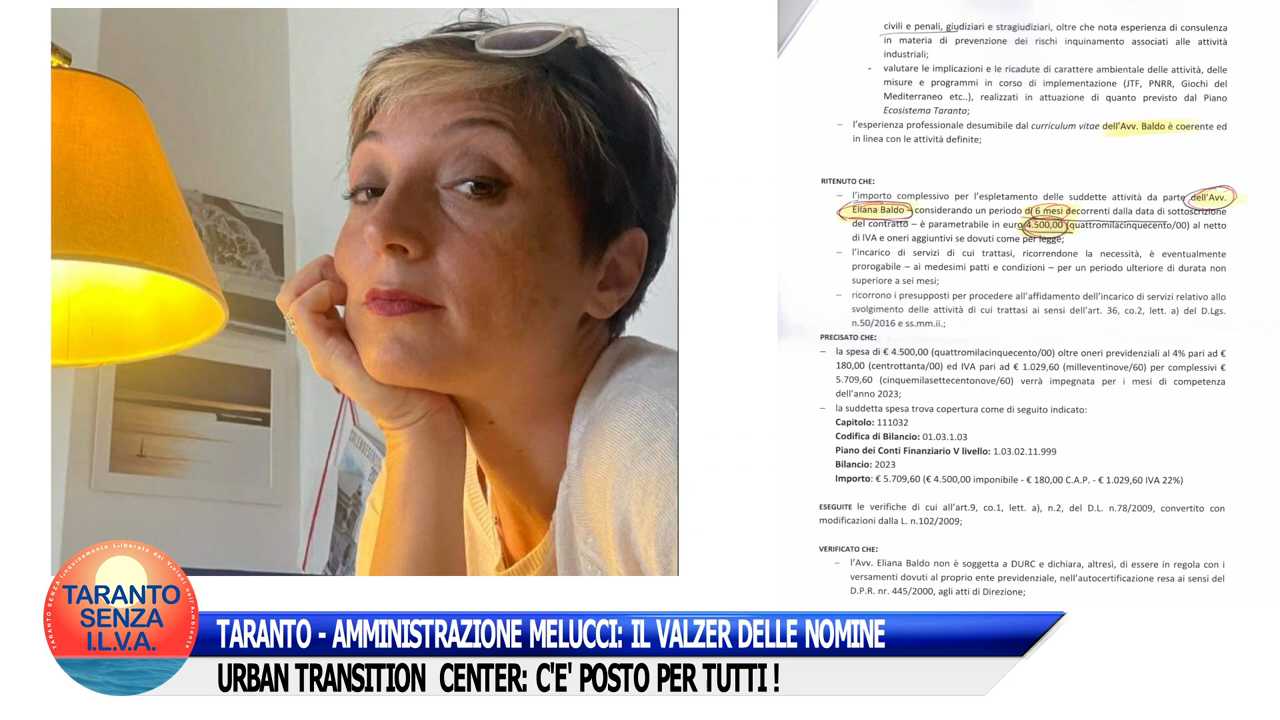 civili e penali, giudiziari e stragiudiziari, oltre che nota esperienza di consulenza
in materia di prevenzione dei rischi inquinamento associati alle attività
industriali;
- valutare le implicazioni e le ricadute di carattere ambientale delle attività, delle
misure e programmi in corso di implementazione (JTF, PNRR, Giochi del
Mediterraneo etc..), realizzati in attuazione di quanto previsto dal Piano
Ecosistema Taranto;
– l’esperienza professionale desumibile dal curriculum vitae dell’Avv. Baldo è coerente ed
in linea con le attività definite;
RITENUTO CHE:
– l’importo complessivo per l’espletamento delle suddette attività da parte dell’Avv.
Eliana Baldo – considerando un periodo di 6 mesi decorrenti dalla data di sottoscrizione
del contratto – è parametrabile in euro 4.500,00 (quattromilacinquecento/00) al netto
di IVA e oneri aggiuntivi se dovuti come per legge;
– l’incarico di servizi di cui trattasi, ricorrendone la necessità, è eventualmente
prorogabile – ai medesimi patti e condizioni – per un periodo ulteriore di durata non
superiore a sei mesi;
– ricorrono i presupposti per procedere all’affidamento dell’incarico di servizi relativo allo
svolgimento delle attività di cui trattasi ai sensi dell’art. 36, co.2, lett. a) del D.Lgs.
n.50/2016 e ss.mm.ii.;
PRECISATO CHE:
– la spesa di € 4.500,00 (quattromilacinquecento/00) oltre oneri previdenziali al 4% pari ad €
180,00 (centrottanta/00) ed IVA pari ad € 1.029,60 (milleventinove/60) per complessivi €
5.709,60 (cinquemilasettecentonove/60) verrà impegnata per i mesi di competenza
dell’anno 2023;
– la suddetta spesa trova copertura come di seguito indicato:
Capitolo: 111032
Codifica di Bilancio: 01.03.1.03
Piano dei Conti Finanziario V livello: 1.03.02.11.999
Bilancio: 2023
Importo: € 5.709,60 (€ 4.500,00 imponibile - € 180,00 C.A.P. - € 1.029,60 IVA 22%)
ESEGUITE le verifiche di cui all’art.9, co.1, lett. a), n.2, del D.L. n.78/2009, convertito con
modificazioni dalla L. n.102/2009;
VERIFICATO CHE:
– l’Avv. Eliana Baldo non è soggetta a DURC e dichiara, altresì, di essere in regola con i
versamenti dovuti al proprio ente previdenziale, nell’autocertificazione resa ai sensi del
D.P.R. nr. 445/2000, agli atti di Direzione;
TARANTO
SENZA
I.L.V.A.
TARANTO - AMMINISTRAZIONE MELUCCI: IL VALZER DELLE NOMINE
URBAN TRANSITION CENTER: C'E' POSTO PER TUTTI !